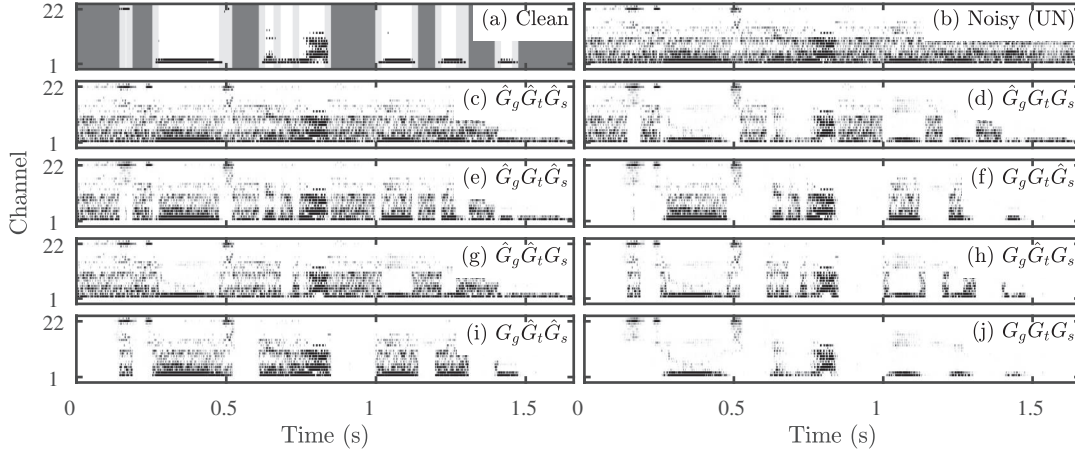 22
1
(a) Clean
(b) Noisy (UN)
22
1
(c) Ĝ_g Ĝ_t Ĝ_s
(d) Ĝ_g G_t G_s
22
1
(e) Ĝ_g G_t Ĝ_s
(f) G_g G_t Ĝ_s
22
1
(g) Ĝ_g Ĝ_t G_s
(h) G_g Ĝ_t G_s
22
1
(i) G_g Ĝ_t Ĝ_s
(j) G_g G_t G_s
Channel
0 0.5 1 1.5
0 0.5 1 1.5
Time (s)
Time (s)